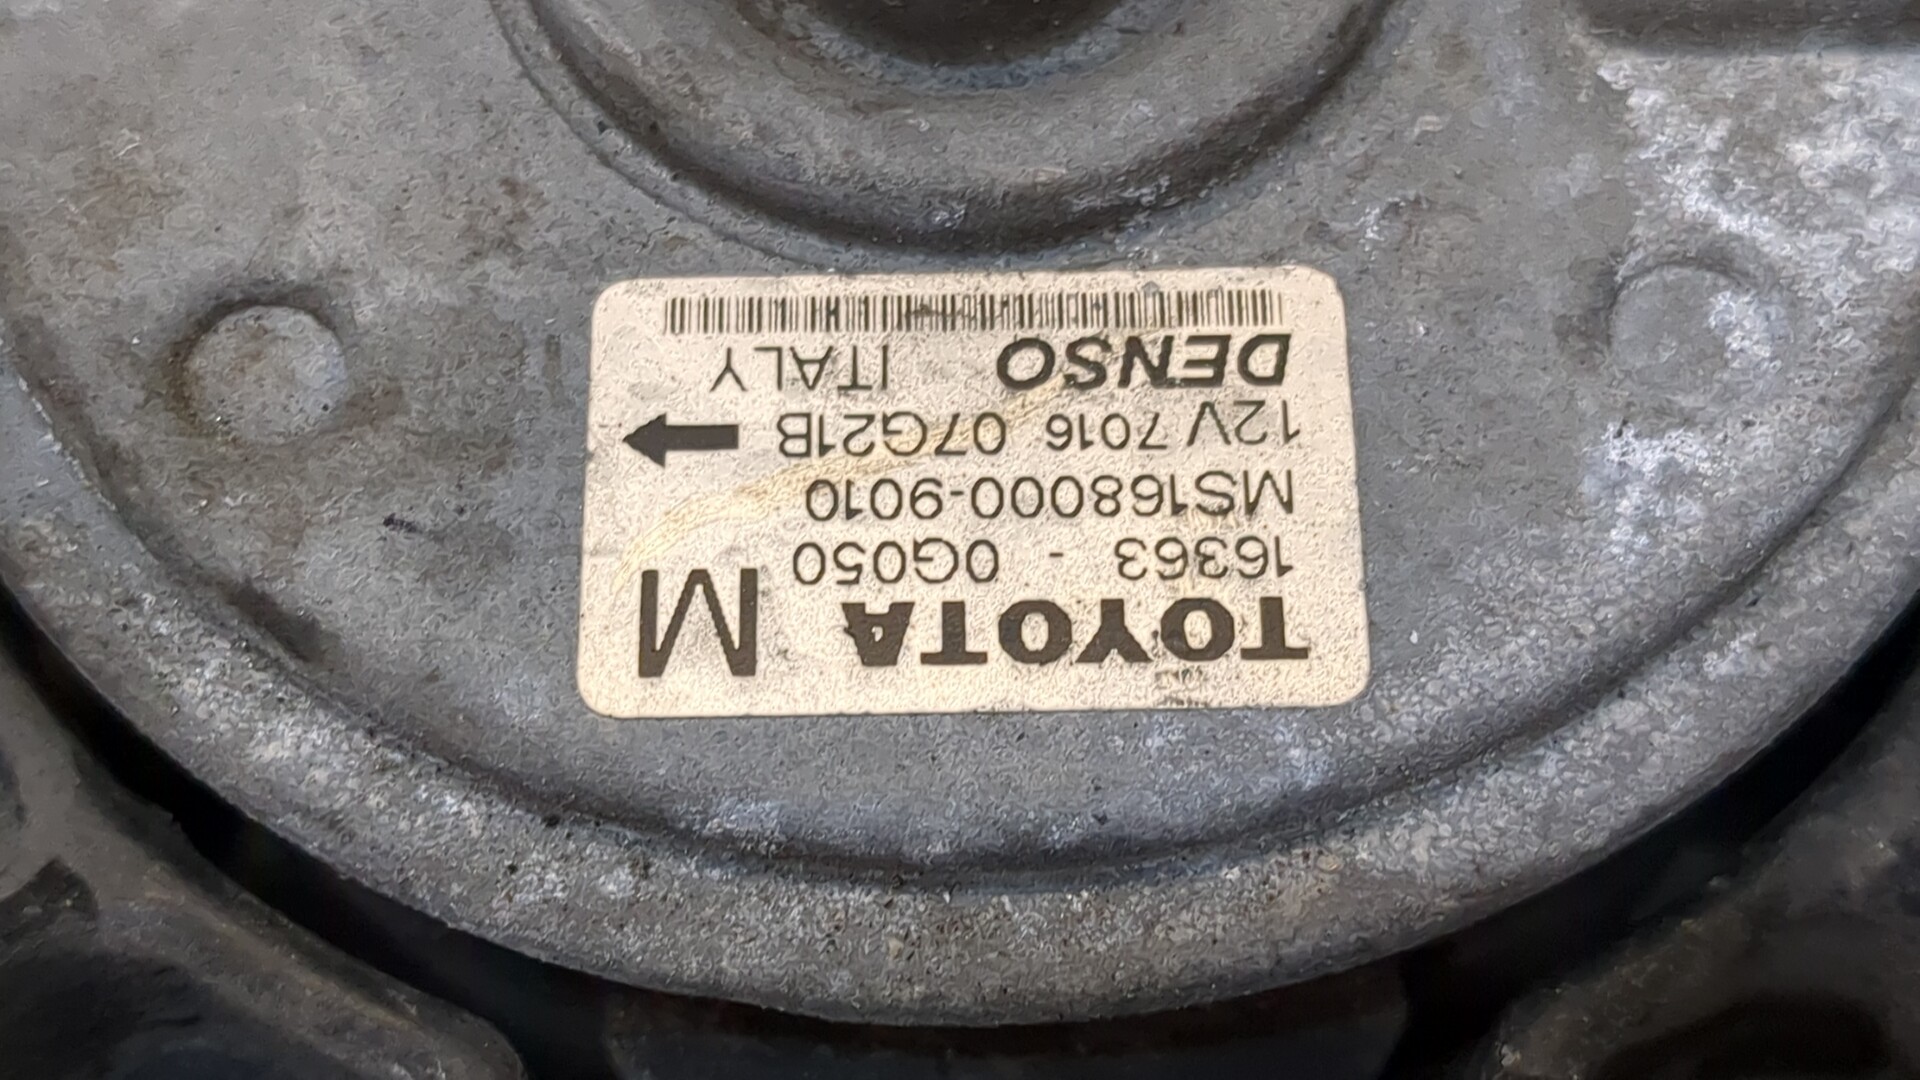 TOYOTA M
16363 - 0G050
MS168000-9010
12V 7016 07G21B
DENSO ITALY